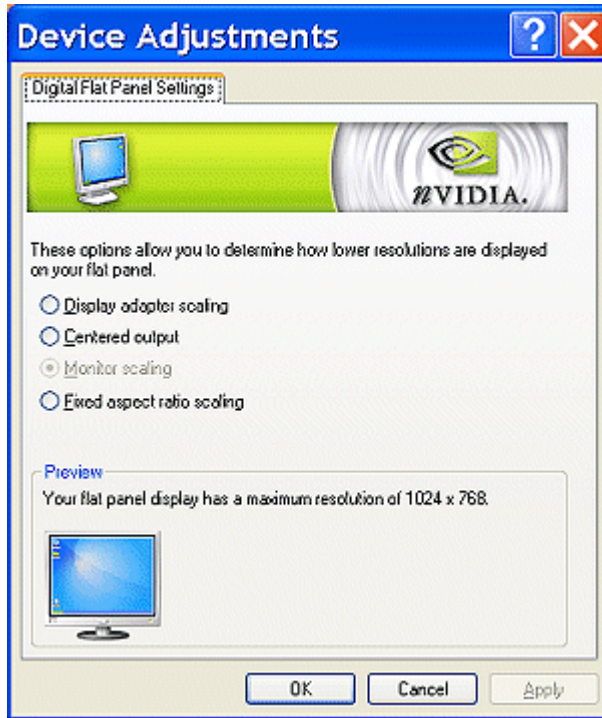 Device Adjustments
?
Digital Flat Panel Settings
nVIDIA.
These options allow you to determine how lower resolutions are displayed
on your flat panel.
Display adapter scaling
Centered output
Monitor scaling
Fixed aspect ratio scaling
Preview
Your flat panel display has a maximum resolution of 1024 x 768.
OK
Cancel
Apply